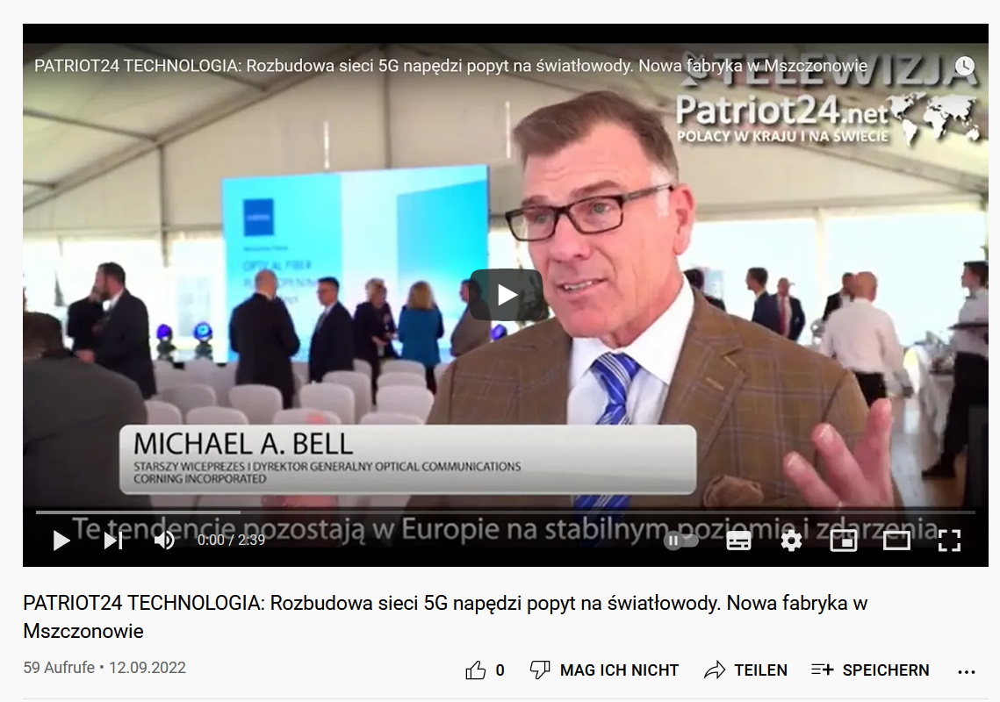 PATRIOT24 TECHNOLOGIA: Rozbudowa sieci 5G napędzi popyt na światłowody. Nowa fabryka w Mszczonowie
TELEWIZJA
Patriot24.net
POLACY W KRAJU I NA ŚWIECIE
OPTICAL FIBER
MICHAEL A. BELL
STARSZY WICEPREZES I DYREKTOR GENERALNY OPTICAL COMMUNICATIONS
CORNING INCORPORATED
Te tendencje pozostają w Europie na stabilnym poziomie i zdarzenia
0:00 / 2:39
PATRIOT24 TECHNOLOGIA: Rozbudowa sieci 5G napędzi popyt na światłowody. Nowa fabryka w
Mszczonowie
59 Aufrufe • 12.09.2022
0 MAG ICH NICHT TEILEN SPEICHERN